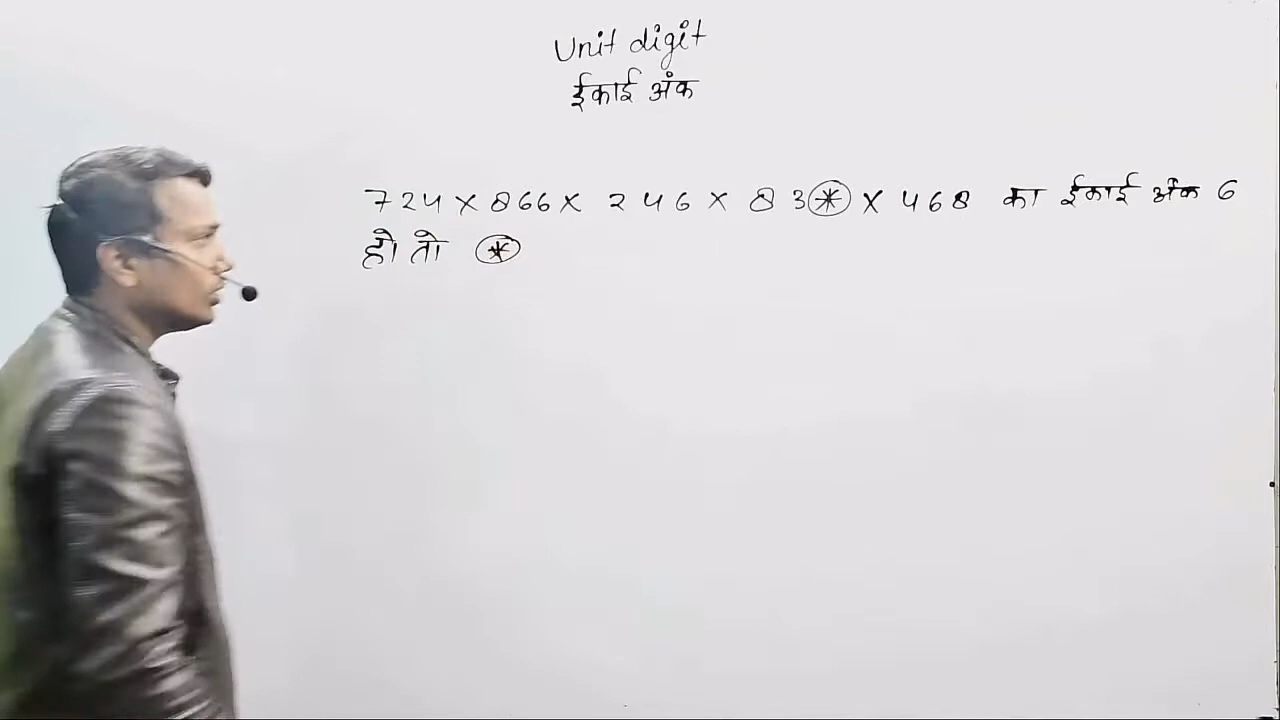 Unit digit
ईकाई अंक
724 × 866 × 246 × 83⊛ × 468 का ईकाई अंक 6
हो तो ⊛